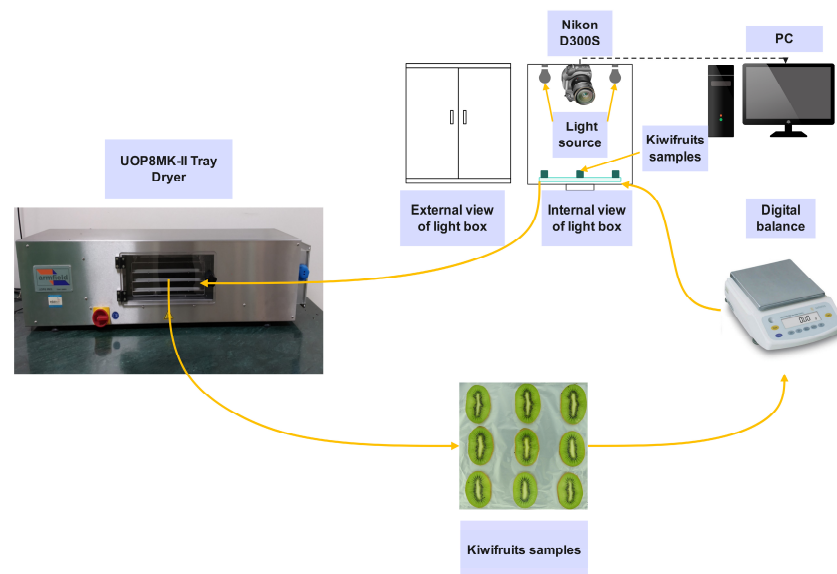 Nikon
D300S
PC
Light
source
Kiwifruits
samples
UOP8MK-II Tray
Dryer
External view
of light box
Internal view
of light box
Digital
balance
armfield
Kiwifruits samples